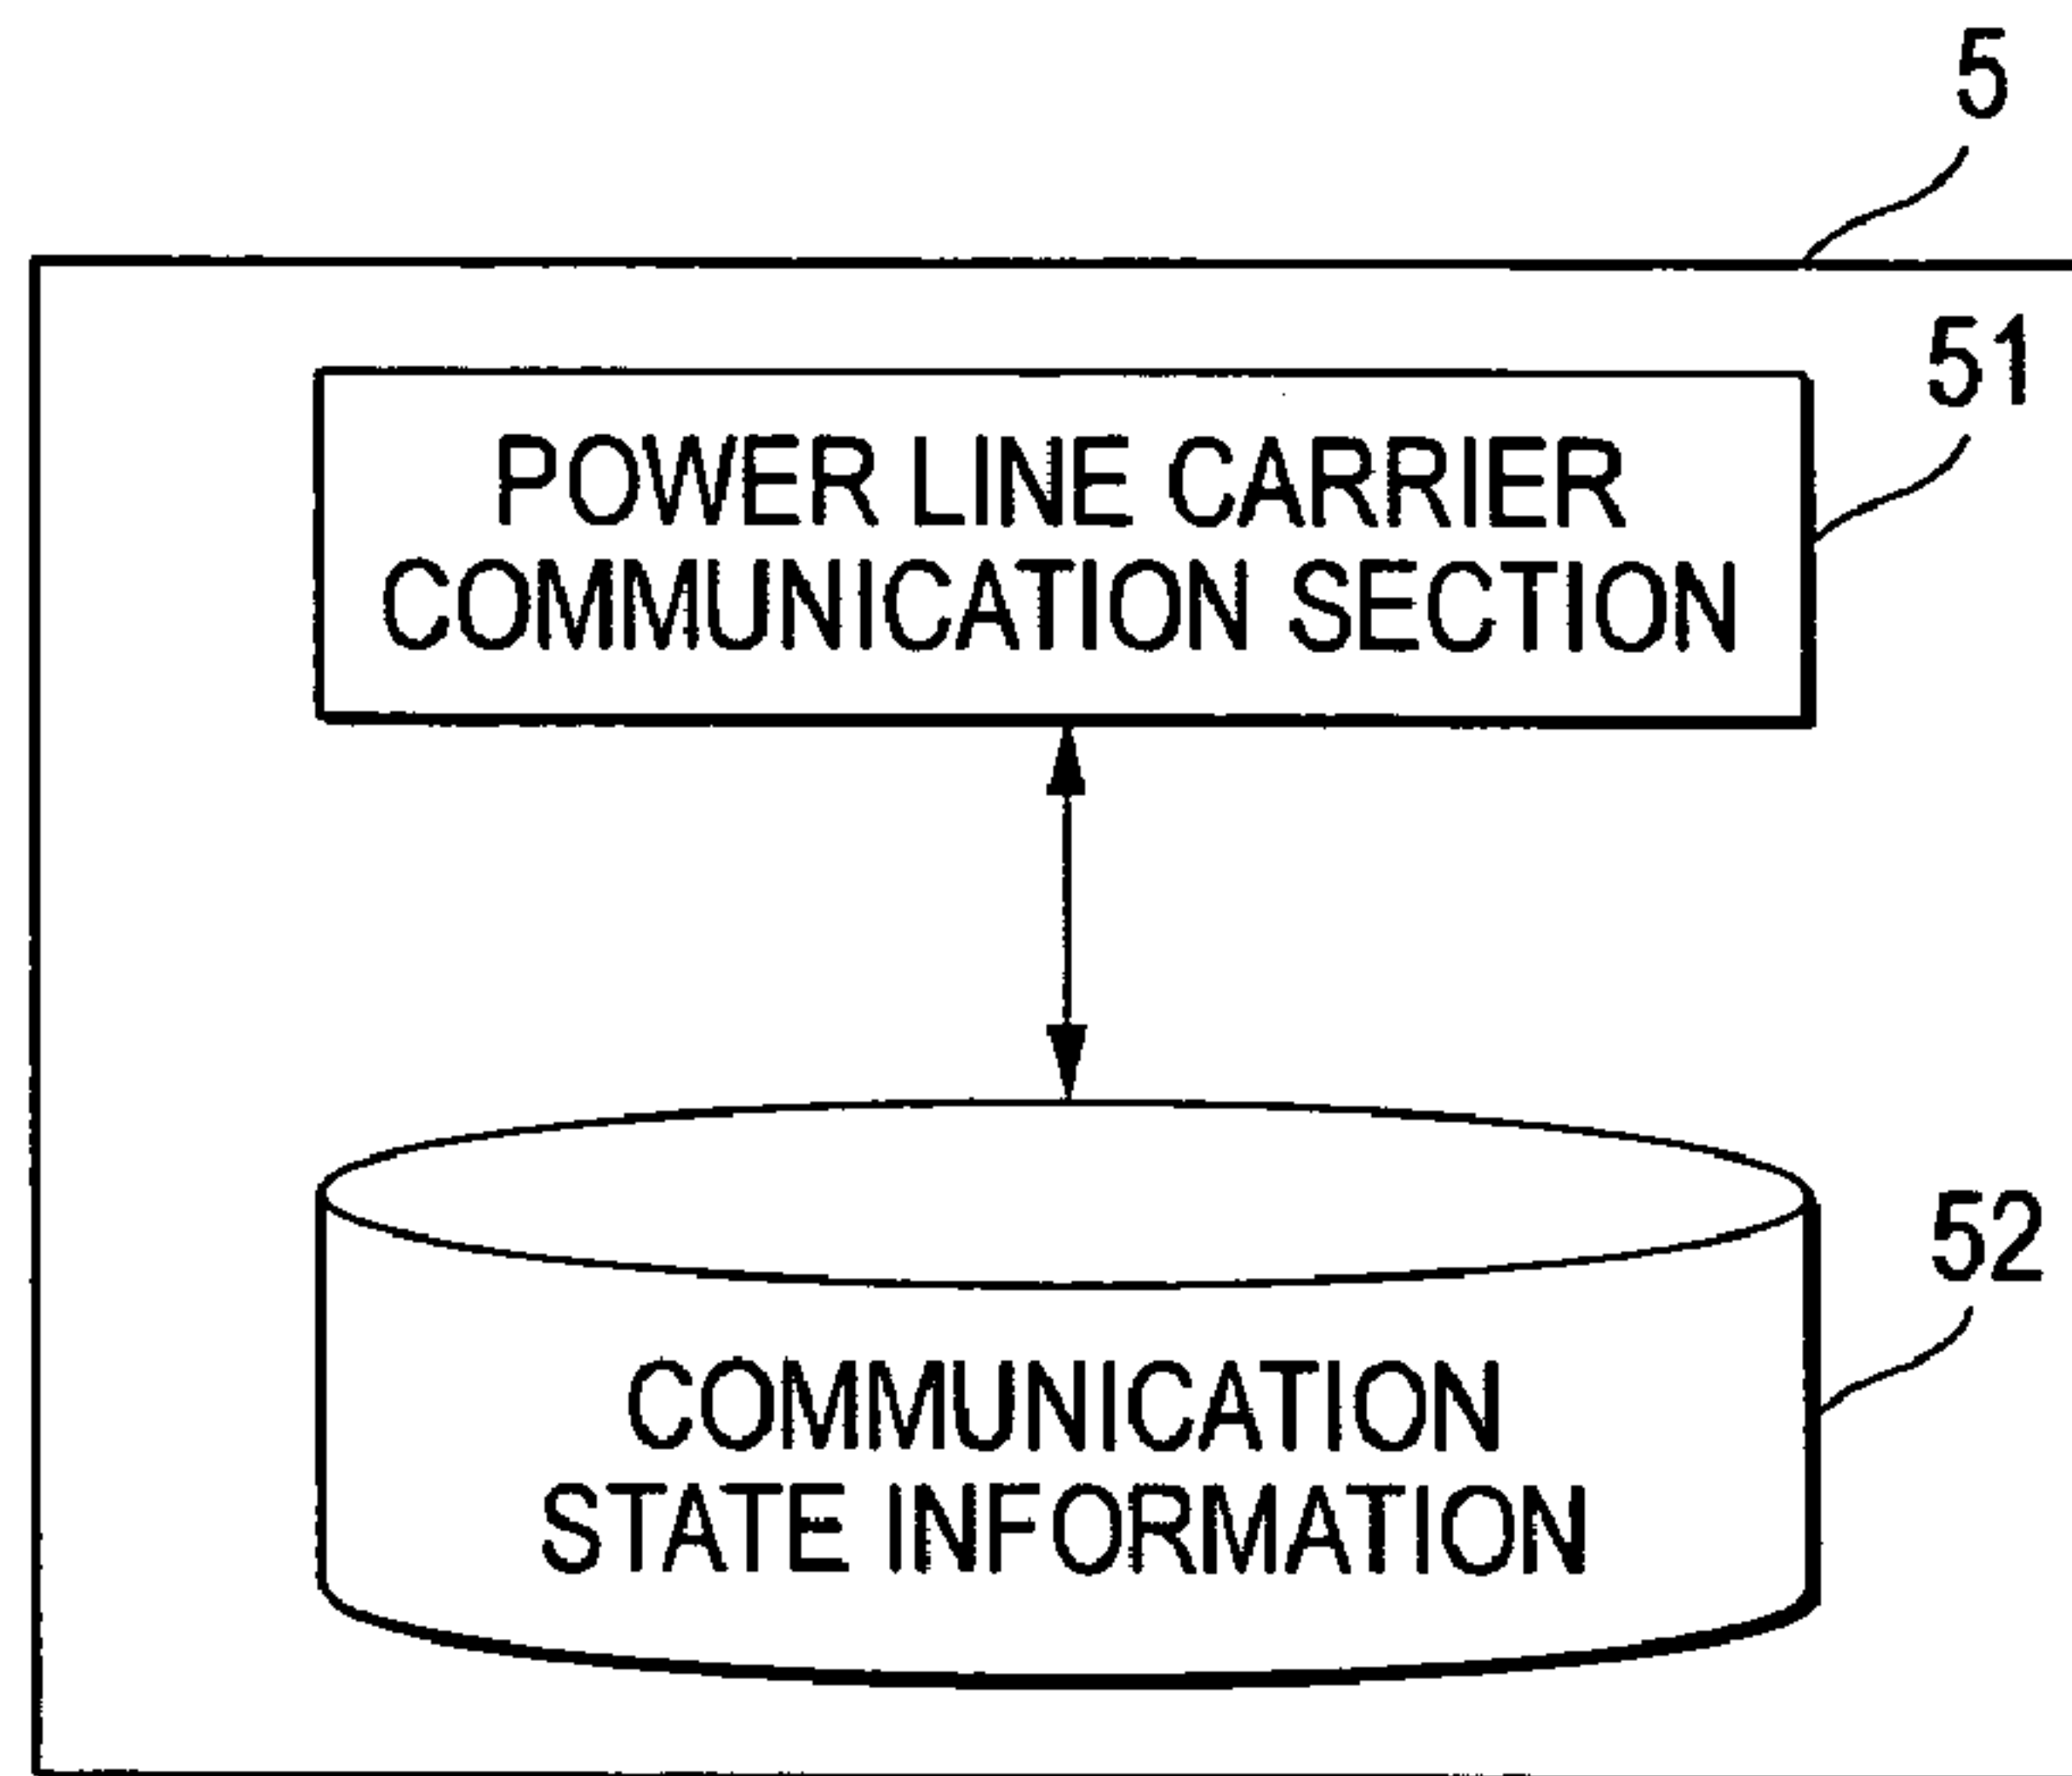 5
51
POWER LINE CARRIER
COMMUNICATION SECTION
52
COMMUNICATION
STATE INFORMATION